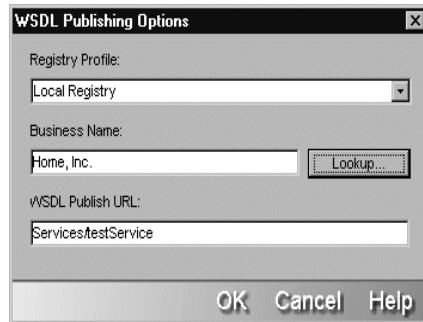 WSDL Publishing Options
Registry Profile:
Local Registry
Business Name:
Home, Inc.
Lookup...
WSDL Publish URL:
Services/testService
OK Cancel Help